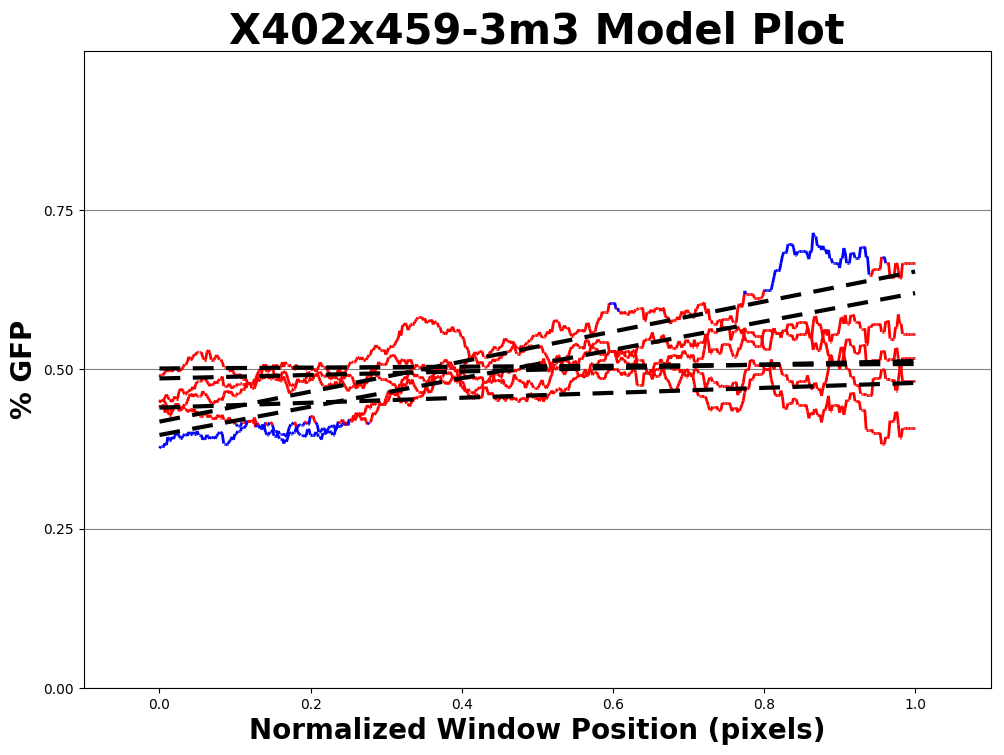 X402x459-3m3 Model Plot
% GFP
0.75
0.50
0.25
0.00
0.0 0.2 0.4 0.6 0.8 1.0
Normalized Window Position (pixels)